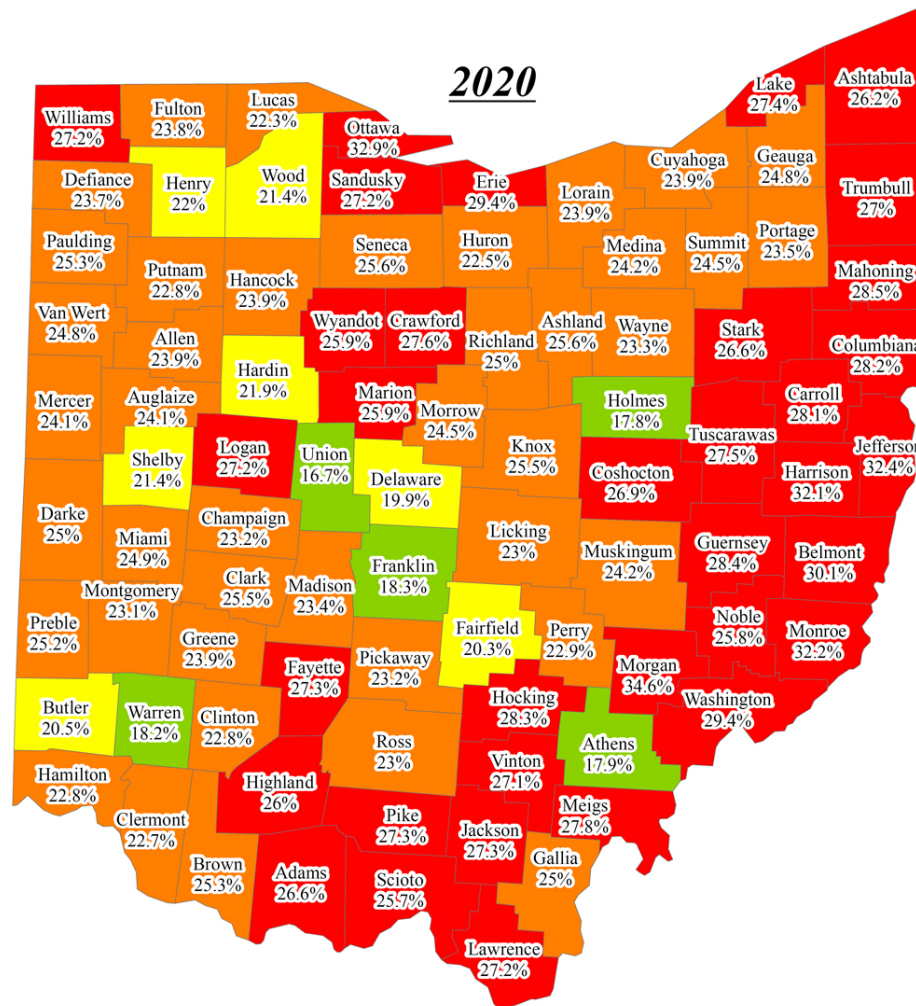 2020
Lake
27.4%
Ashtabula
26.2%
Williams
27.2%
Fulton
23.8%
Lucas
22.3%
Ottawa
32.9%
Cuyahoga
23.9%
Geauga
24.8%
Defiance
23.7%
Henry
22%
Wood
21.4%
Sandusky
27.2%
Erie
29.4%
Lorain
23.9%
Trumbull
27%
Paulding
25.3%
Seneca
25.6%
Huron
22.5%
Medina
24.2%
Summit
24.5%
Portage
23.5%
Putnam
22.8%
Hancock
23.9%
Mahoning
28.5%
Van Wert
24.8%
Wyandot
25.9%
Crawford
27.6%
Richland
25%
Ashland
25.6%
Wayne
23.3%
Stark
26.6%
Columbiana
28.2%
Allen
23.9%
Hardin
21.9%
Mercer
24.1%
Auglaize
24.1%
Marion
25.9%
Morrow
24.5%
Holmes
17.8%
Carroll
28.1%
Logan
27.2%
Union
16.7%
Knox
25.5%
Tuscarawas
27.5%
Jefferson
32.4%
Shelby
21.4%
Delaware
19.9%
Coshocton
26.9%
Harrison
32.1%
Darke
25%
Miami
24.9%
Champaign
23.2%
Licking
23%
Muskingum
24.2%
Guernsey
28.4%
Belmont
30.1%
Montgomery
23.1%
Clark
25.5%
Madison
23.4%
Franklin
18.3%
Preble
25.2%
Greene
23.9%
Fairfield
20.3%
Perry
22.9%
Noble
25.8%
Monroe
32.2%
Fayette
27.3%
Pickaway
23.2%
Morgan
34.6%
Washington
29.4%
Butler
20.5%
Warren
18.2%
Clinton
22.8%
Hocking
28.3%
Athens
17.9%
Ross
23%
Hamilton
22.8%
Highland
26%
Vinton
27.1%
Clermont
22.7%
Pike
27.3%
Jackson
27.3%
Meigs
27.8%
Brown
25.3%
Adams
26.6%
Scioto
25.7%
Gallia
25%
Lawrence
27.2%